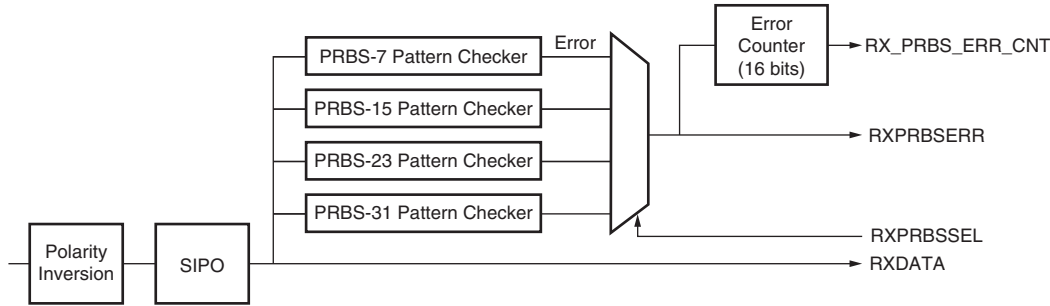 Error
Counter
(16 bits)
RX_PRBS_ERR_CNT
PRBS-7 Pattern Checker
Error
PRBS-15 Pattern Checker
RXPRBSERR
PRBS-23 Pattern Checker
PRBS-31 Pattern Checker
RXPRBSSEL
Polarity
Inversion
SIPO
RXDATA